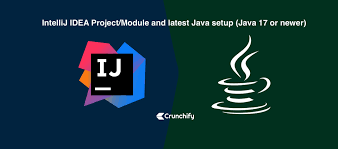 IntelliJ IDEA Project/Module and latest Java setup (Java 17 or newer)
IJ
Crunchify